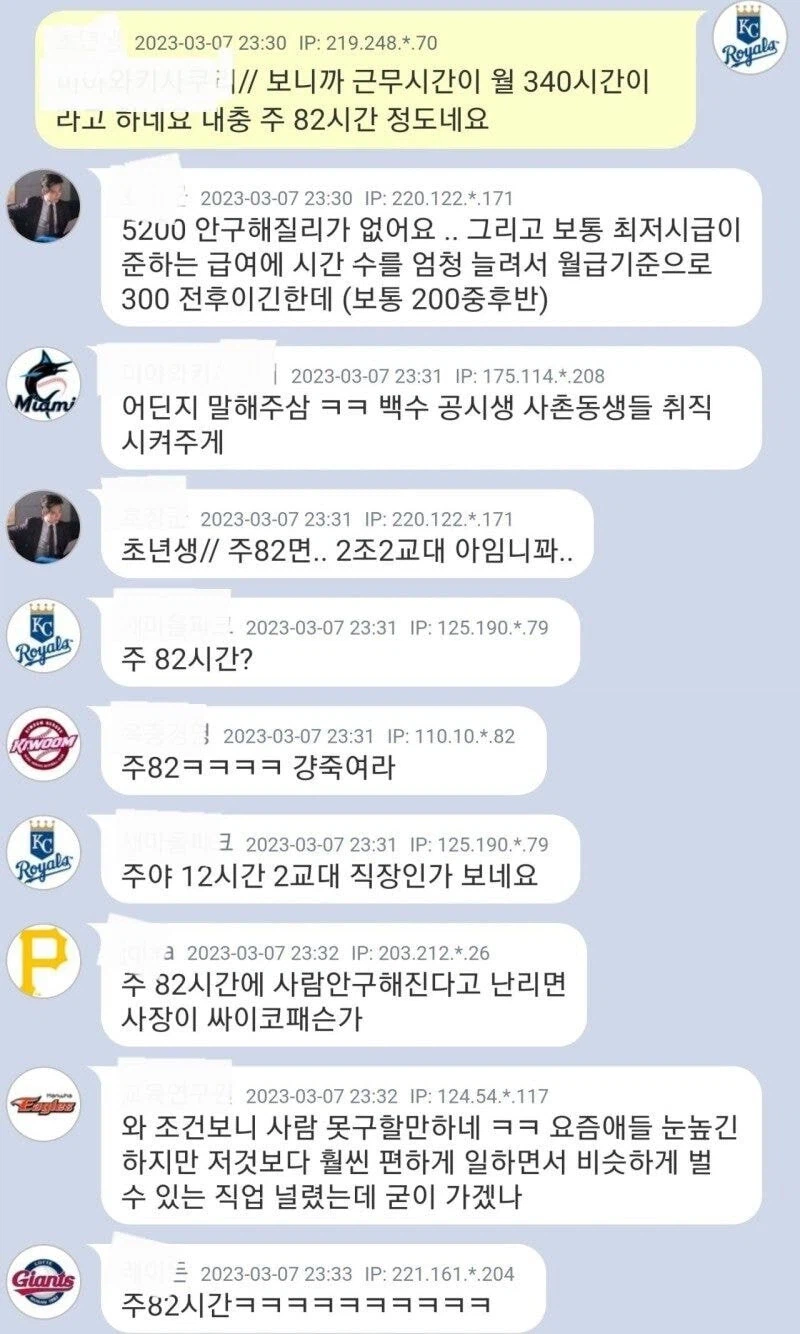 2023-03-07 23:30 IP: 219.248.*.70
KC
Royals
// 보니까 근무시간이 월 340시간이
라고 하네요 대충 주 82시간 정도네요
2023-03-07 23:30 IP: 220.122.*.171
5200 안구해질리가 없어요 .. 그리고 보통 최저시급이
준하는 급여에 시간 수를 엄청 늘려서 월급기준으로
300 전후이긴한데 (보통 200중후반)
Miami
2023-03-07 23:31 IP: 175.114.*.208
어딘지 말해주삼 ㅋㅋ 백수 공시생 사촌동생들 취직
시켜주게
2023-03-07 23:31 IP: 220.122.*.171
초년생// 주82면.. 2조2교대 아임니꽈..
KC
Royals
2023-03-07 23:31 IP: 125.190.*.79
주 82시간?
KIWOOM
2023-03-07 23:31 IP: 110.10.*.82
주82ㅋㅋㅋㅋ 걍죽여라
KC
Royals
2023-03-07 23:31 IP: 125.190.*.79
주야 12시간 2교대 직장인가 보네요
P
2023-03-07 23:32 IP: 203.212.*.26
주 82시간에 사람안구해진다고 난리면
사장이 싸이코패슨가
Hanwha
Eagles
2023-03-07 23:32 IP: 124.54.*.117
와 조건보니 사람 못구할만하네 ㅋㅋ 요즘애들 눈높긴
하지만 저것보다 훨씬 편하게 일하면서 비슷하게 벌
수 있는 직업 널렸는데 굳이 가겠나
LOTTE
Giants
2023-03-07 23:33 IP: 221.161.*.204
주82시간ㅋㅋㅋㅋㅋㅋㅋㅋㅋㅋ